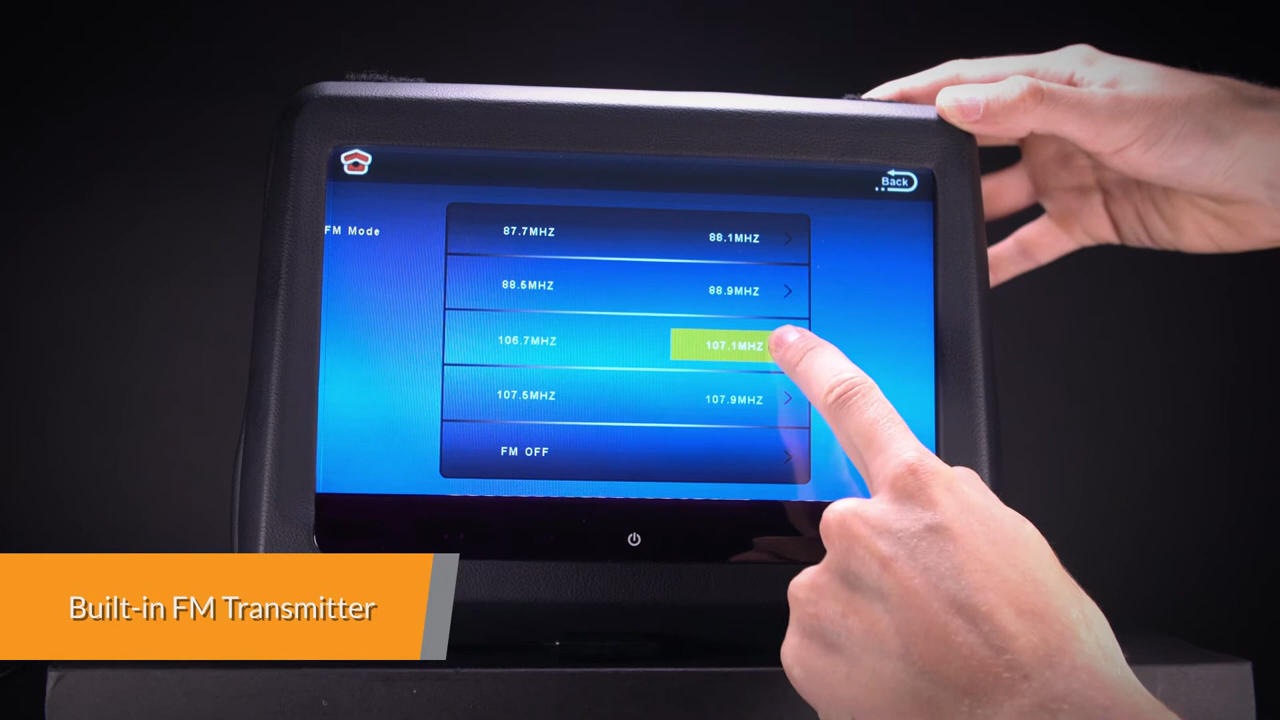 Back
FM Mode
87.7MHZ 88.1MHZ
88.5MHZ 88.9MHZ
106.7MHZ 107.1MHZ
107.5MHZ 107.9MHZ
FM OFF
Built-in FM Transmitter